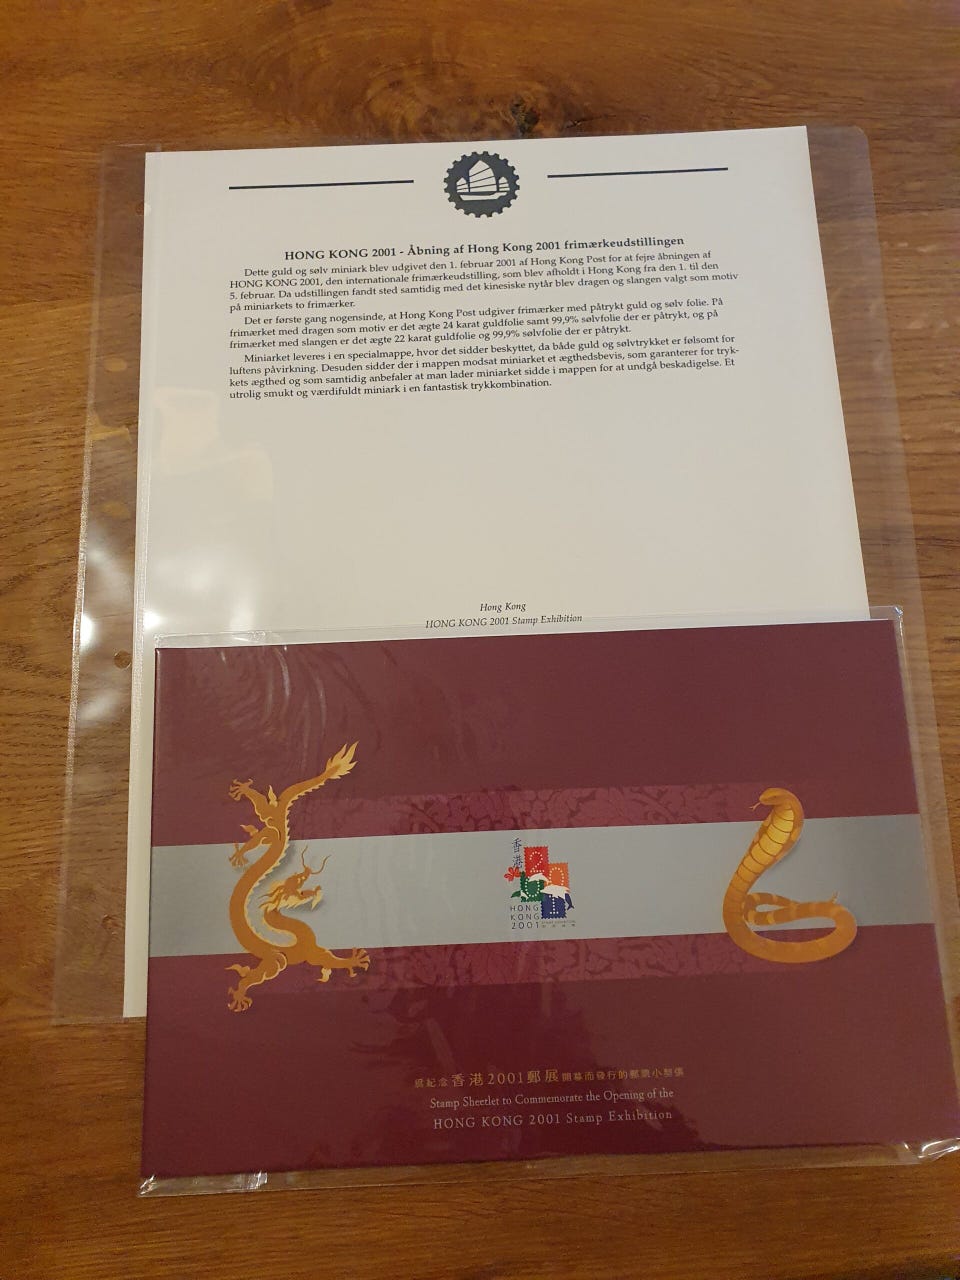 HONG KONG 2001 - Åbning af Hong Kong 2001 frimærkeudstillingen
Dette guld og sølv miniark blev udgivet den 1. februar 2001 af Hong Kong Post for at fejre åbningen af
HONG KONG 2001, den internationale frimærkeudstilling, som blev afholdt i Hong Kong fra den 1. til den
5. februar. Da udstillingen fandt sted samtidig med det kinesiske nytår blev dragen og slangen valgt som motiv
på miniarkets to frimærker.
Det er første gang nogensinde, at Hong Kong Post udgiver frimærker med påtrykt guld og sølv folie. På
frimærket med dragen som motiv er det ægte 24 karat guldfolie samt 99,9% sølvfolie der er påtrykt, og på
frimærket med slangen er det ægte 22 karat guldfolie og 99,9% sølvfolie der er påtrykt.
Miniarket leveres i en specialmappe, hvor det sidder beskyttet, da både guld og sølvtrykket er følsomt for
luftens påvirkning. Desuden sidder der i mappen modsat miniarket et ægthedsbevis, som garanterer for tryk-
kets ægthed og som samtidig anbefaler at man lader miniarket sidde i mappen for at undgå beskadigelse. Et
utrolig smukt og værdifuldt miniark i en fantastisk trykkombination.
Hong Kong
HONG KONG 2001 Stamp Exhibition
香港
2001
HONG
KONG
2001
為紀念香港2001郵展開幕而發行的郵票小型張
Stamp Sheetlet to Commemorate the Opening of the
HONG KONG 2001 Stamp Exhibition